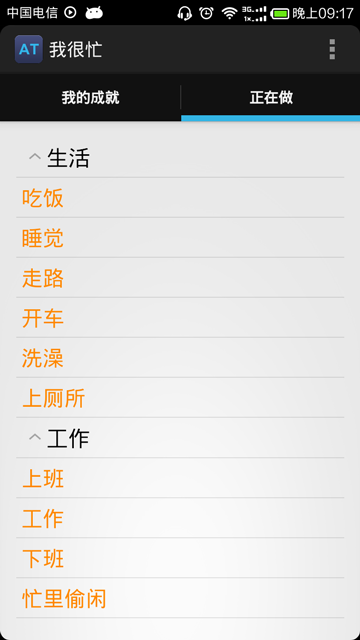 中国电信 3G 1x 晚上09:17
AT 我很忙
我的成就 正在做
生活
吃饭
睡觉
走路
开车
洗澡
上厕所
工作
上班
工作
下班
忙里偷闲